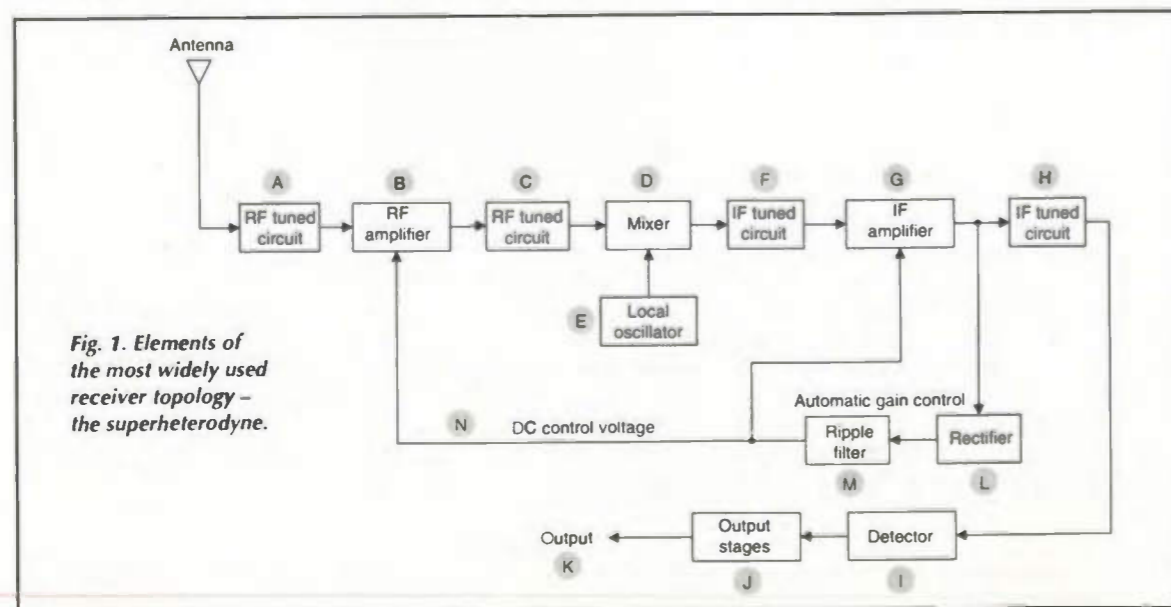 Antenna
A
B
C
D
F
G
H
RF tuned
circuit
RF
amplifier
RF tuned
circuit
Mixer
IF tuned
circuit
IF
amplifier
IF tuned
circuit
E
Local
oscillator
Fig. 1. Elements of
the most widely used
receiver topology –
the superheterodyne.
Automatic gain control
N
DC control voltage
Ripple
filter
Rectifier
M
L
Output
Output
stages
Detector
K
J
I